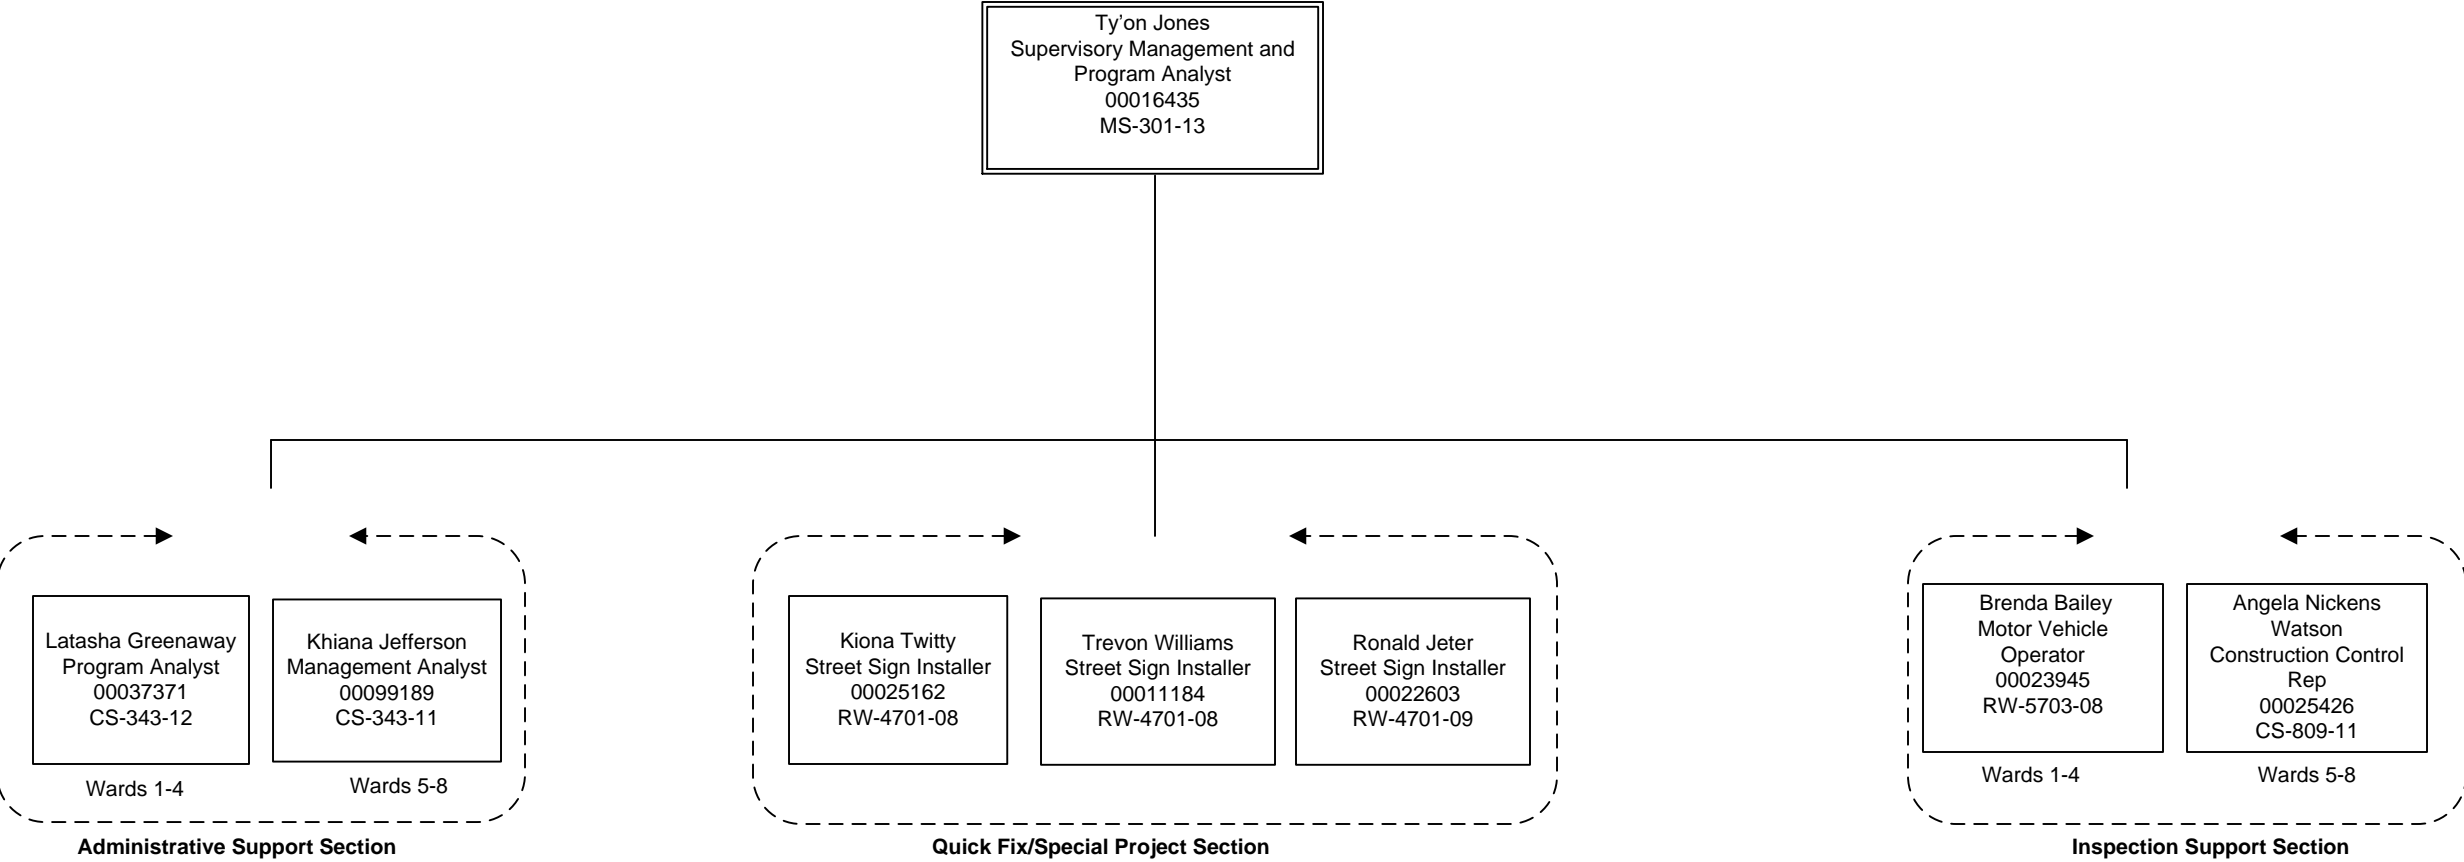 Ty’on Jones
Supervisory Management and
Program Analyst
00016435
MS-301-13
Latasha Greenaway
Program Analyst
00037371
CS-343-12
Wards 1-4
Khiana Jefferson
Management Analyst
00099189
CS-343-11
Wards 5-8
Administrative Support Section
Kiona Twitty
Street Sign Installer
00025162
RW-4701-08
Trevon Williams
Street Sign Installer
00011184
RW-4701-08
Ronald Jeter
Street Sign Installer
00022603
RW-4701-09
Quick Fix/Special Project Section
Brenda Bailey
Motor Vehicle
Operator
00023945
RW-5703-08
Wards 1-4
Angela Nickens
Watson
Construction Control
Rep
00025426
CS-809-11
Wards 5-8
Inspection Support Section